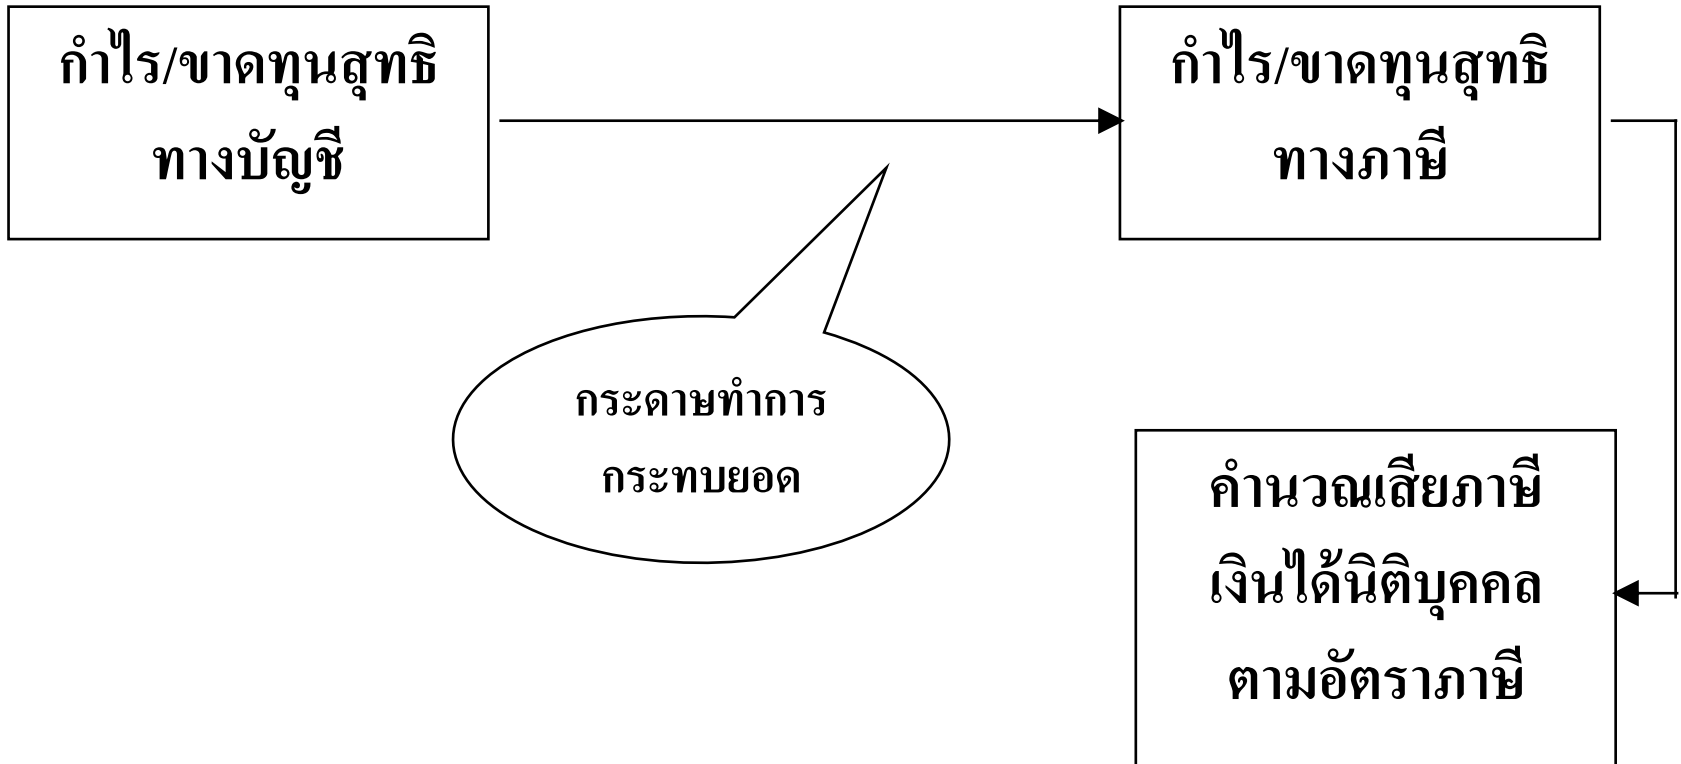 กำไร/ขาดทุนสุทธิ
ทางบัญชี
กำไร/ขาดทุนสุทธิ
ทางภาษี
กระดาษทำการ
กระทบยอด
คำนวณเสียภาษี
เงินได้นิติบุคคล
ตามอัตราภาษี